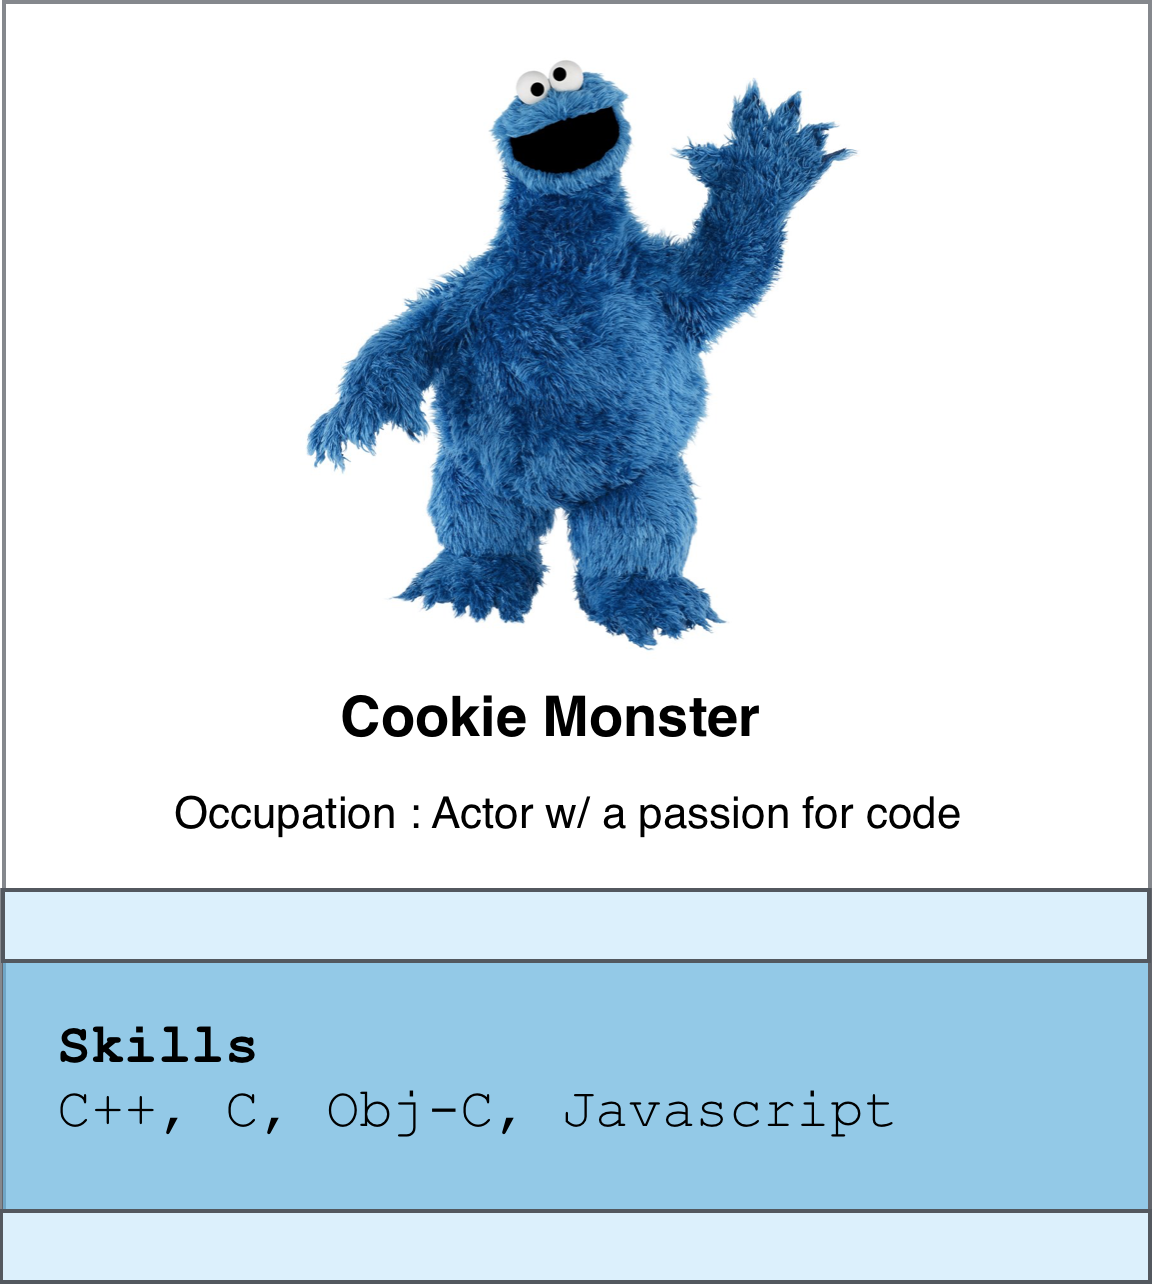 Cookie Monster
Occupation : Actor w/ a passion for code
Skills
C++, C, Obj-C, Javascript